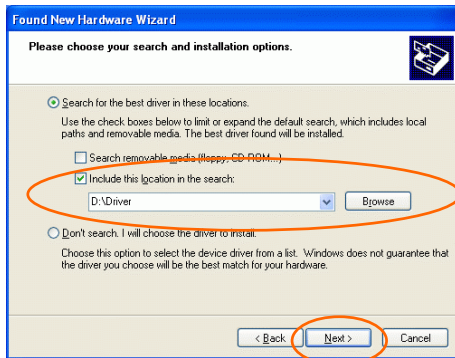 Found New Hardware Wizard
Please choose your search and installation options.
Search for the best driver in these locations.
Use the check boxes below to limit or expand the default search, which includes local
paths and removable media. The best driver found will be installed.
Search removable media (floppy, CD-ROM...)
Include this location in the search:
D:\Driver
Browse
Don't search. I will choose the driver to install.
Choose this option to select the device driver from a list. Windows does not guarantee that
the driver you choose will be the best match for your hardware.
< Back Next > Cancel